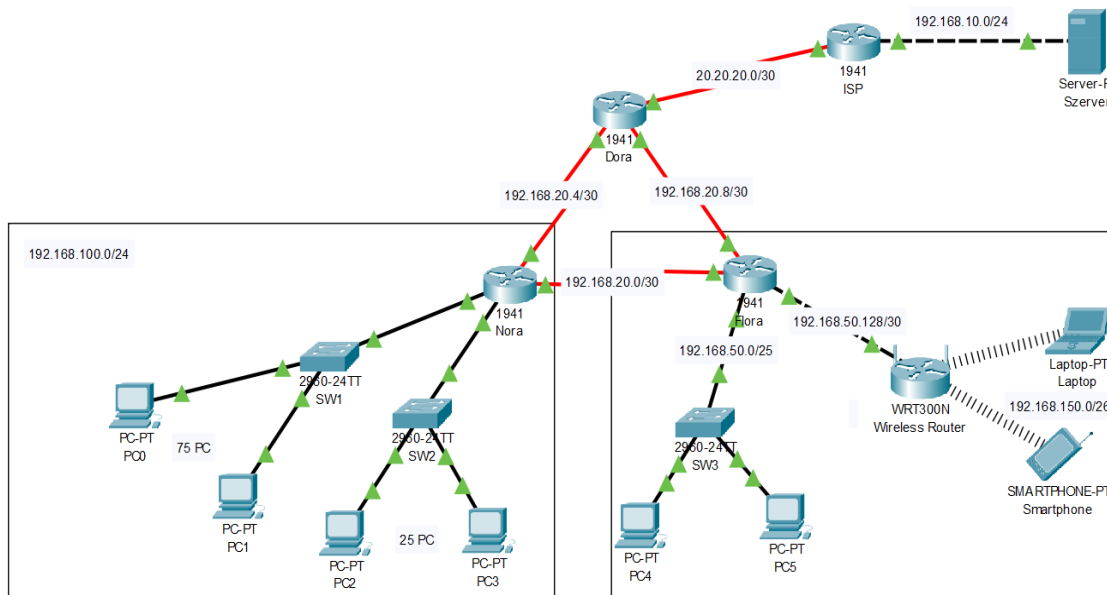 192.168.10.0/24
1941
ISP
Szerver
20.20.20.0/30
1941
Dora
192.168.20.4/30
192.168.20.8/30
192.168.100.0/24
192.168.20.0/30
1941
Nora
1941
Flora
192.168.50.128/30
192.168.50.0/25
2960-24TT
SW1
PC-PT
PC0
75 PC
PC-PT
PC1
2960-24TT
SW2
PC-PT
PC2
25 PC
PC-PT
PC3
2960-24TT
SW3
PC-PT
PC4
PC-PT
PC5
WRT300N
Wireless Router
Laptop-PT
Laptop
192.168.150.0/26
SMARTPHONE-PT
Smartphone